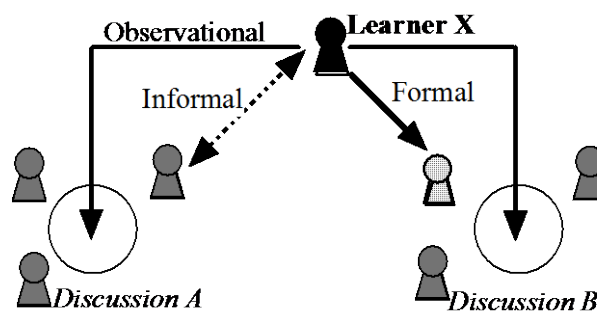 Observational
Learner X
Informal
Formal
Discussion A
Discussion B